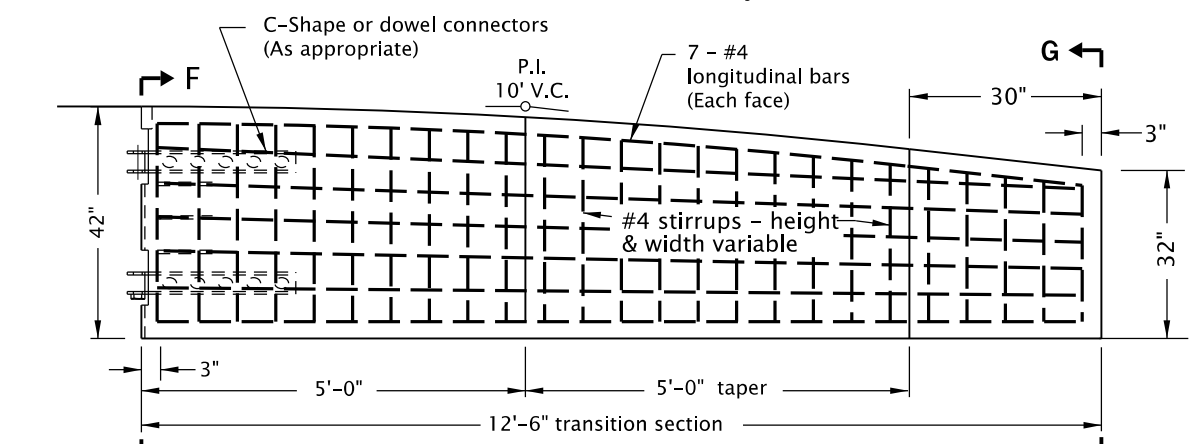 C-Shape or dowel connectors
(As appropriate)
F
P.I.
10' V.C.
7 - #4
longitudinal bars
(Each face)
G
30"
3"
42"
#4 stirrups - height
& width variable
32"
3"
5'-0"
5'-0" taper
12'-6" transition section